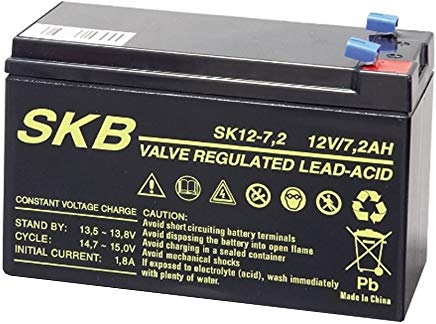 SKB
SK12-7,2 12V/7,2AH
VALVE REGULATED LEAD-ACID
CONSTANT VOLTAGE CHARGE
STAND BY: 13,5 ~ 13,8V
CYCLE: 14,7 ~ 15,0V
INITIAL CURRENT: 1,8A
CAUTION:
Avoid short circuiting battery terminals
Avoid disposing the battery into open flame
Avoid charging in a sealed container
Avoid mechanical shocks
If exposed to electrolyte (acid), wash immediately
with plenty of water.
Pb
Made In China